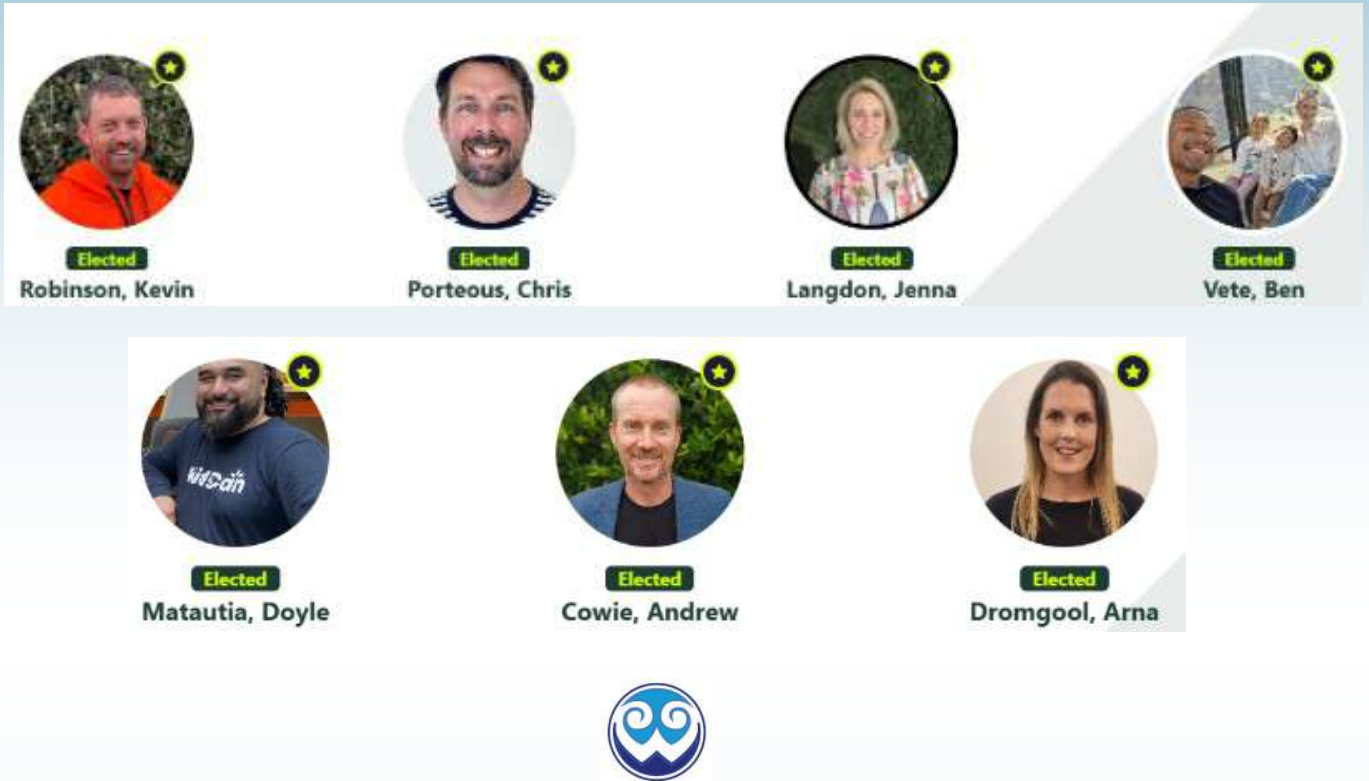 Elected
Robinson, Kevin
Elected
Porteous, Chris
Elected
Langdon, Jenna
Elected
Vete, Ben
KidsCan
Elected
Matautia, Doyle
Elected
Cowie, Andrew
Elected
Dromgool, Arna